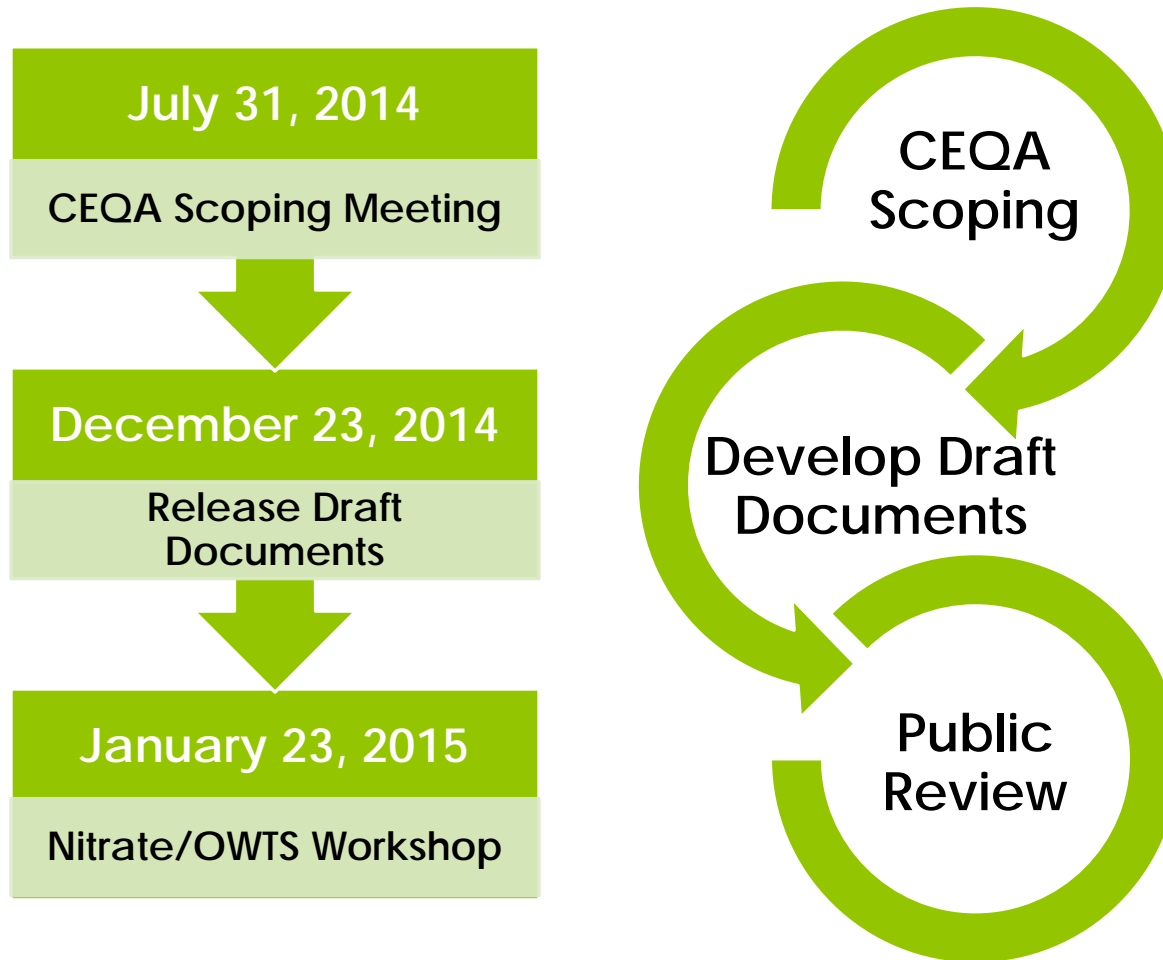 July 31, 2014
CEQA Scoping Meeting
December 23, 2014
Release Draft
Documents
January 23, 2015
Nitrate/OWTS Workshop
CEQA
Scoping
Develop Draft
Documents
Public
Review